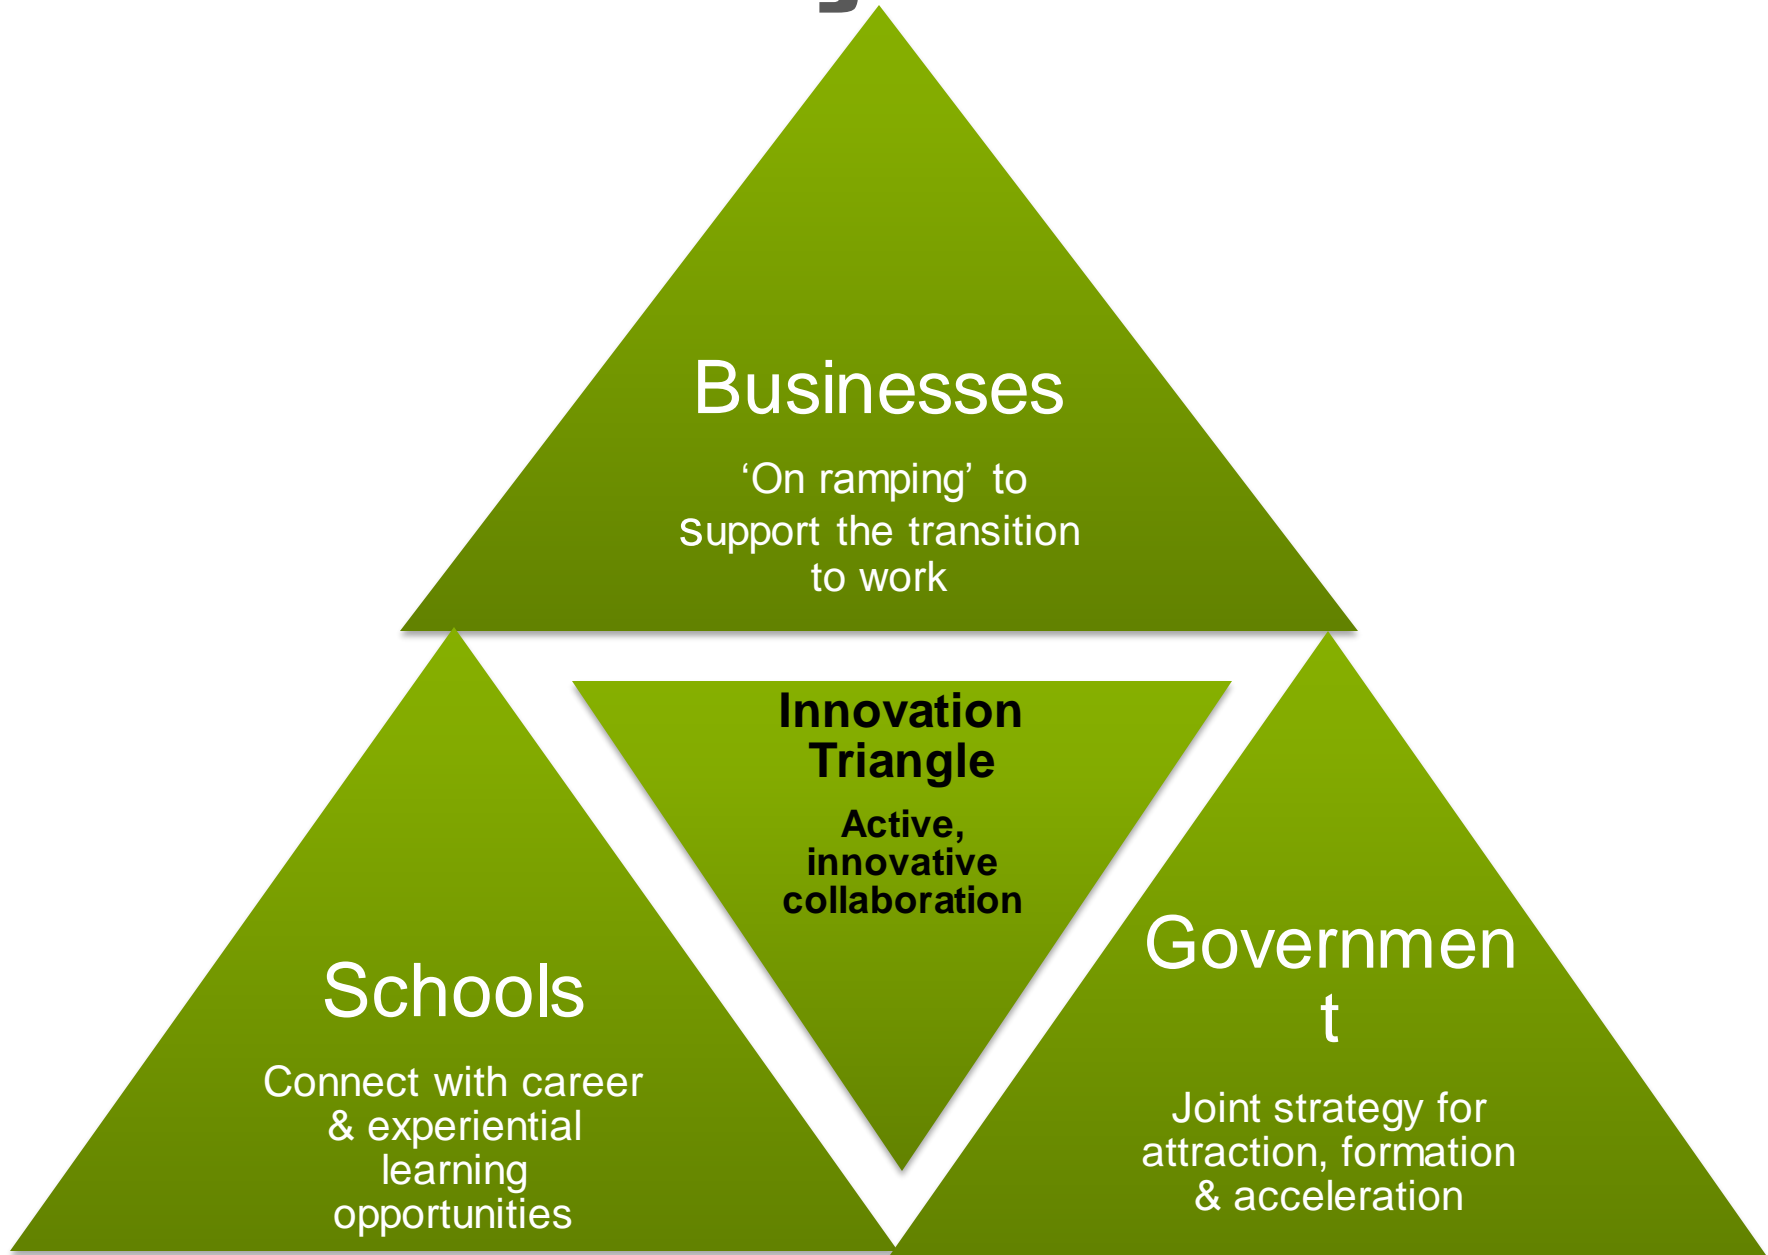 Businesses
‘On ramping’ to
support the transition
to work
Innovation
Triangle
Active,
innovative
collaboration
Schools
Connect with career
& experiential
learning
opportunities
Governmen
t
Joint strategy for
attraction, formation
& acceleration